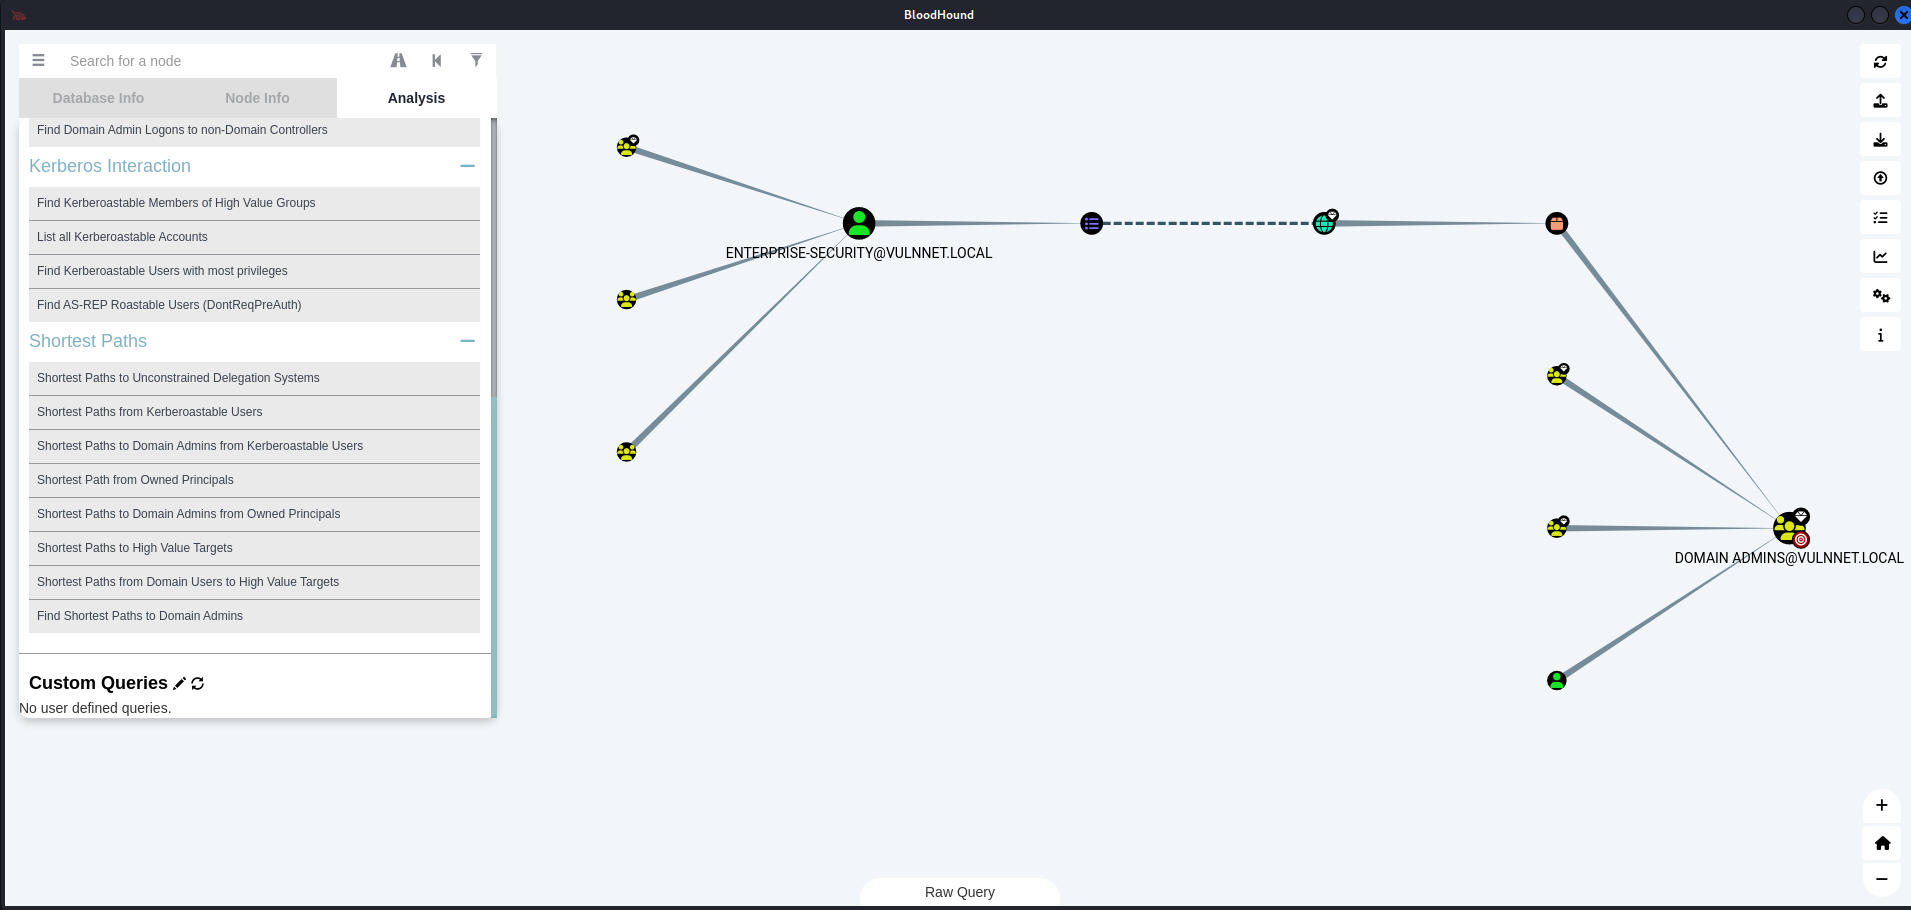 BloodHound
Search for a node
Database Info
Node Info
Analysis
Find Domain Admin Logons to non-Domain Controllers
Kerberos Interaction
Find Kerberoastable Members of High Value Groups
List all Kerberoastable Accounts
Find Kerberoastable Users with most privileges
Find AS-REP Roastable Users (DontReqPreAuth)
Shortest Paths
Shortest Paths to Unconstrained Delegation Systems
Shortest Paths from Kerberoastable Users
Shortest Paths to Domain Admins from Kerberoastable Users
Shortest Path from Owned Principals
Shortest Paths to Domain Admins from Owned Principals
Shortest Paths to High Value Targets
Shortest Paths from Domain Users to High Value Targets
Find Shortest Paths to Domain Admins
Custom Queries
No user defined queries.
ENTERPRISE-SECURITY@VULNNET.LOCAL
DOMAIN ADMINS@VULNNET.LOCAL
Raw Query